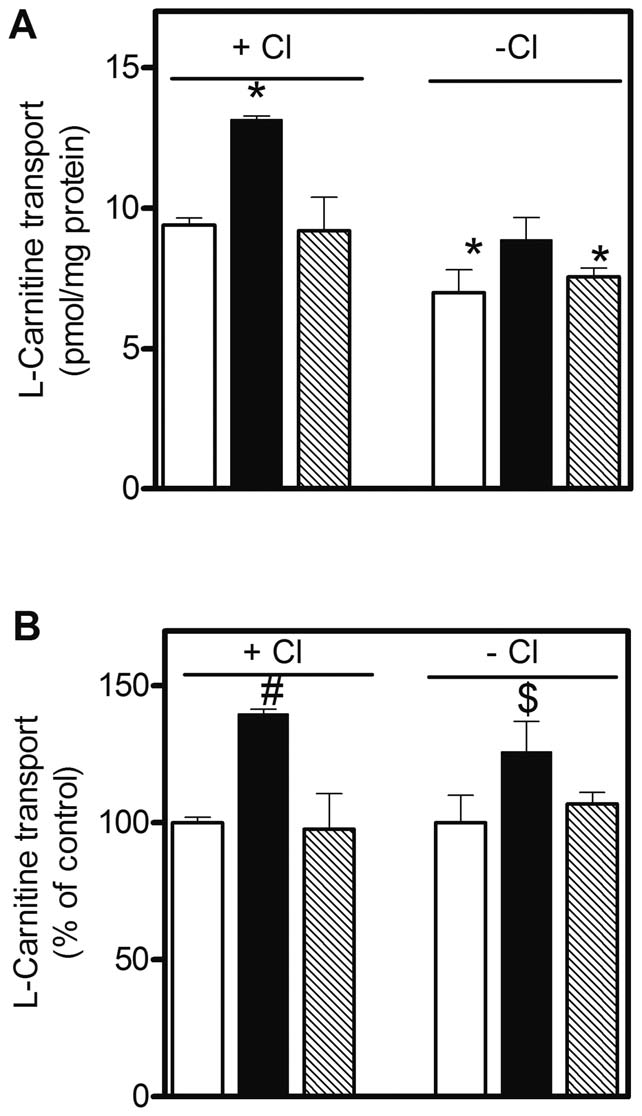 A
+ Cl
-Cl
15
*
10
*
*
5
0
L-Carnitine transport
(pmol/mg protein)
B
+ Cl
- Cl
150
#
$
100
50
0
L-Carnitine transport
(% of control)